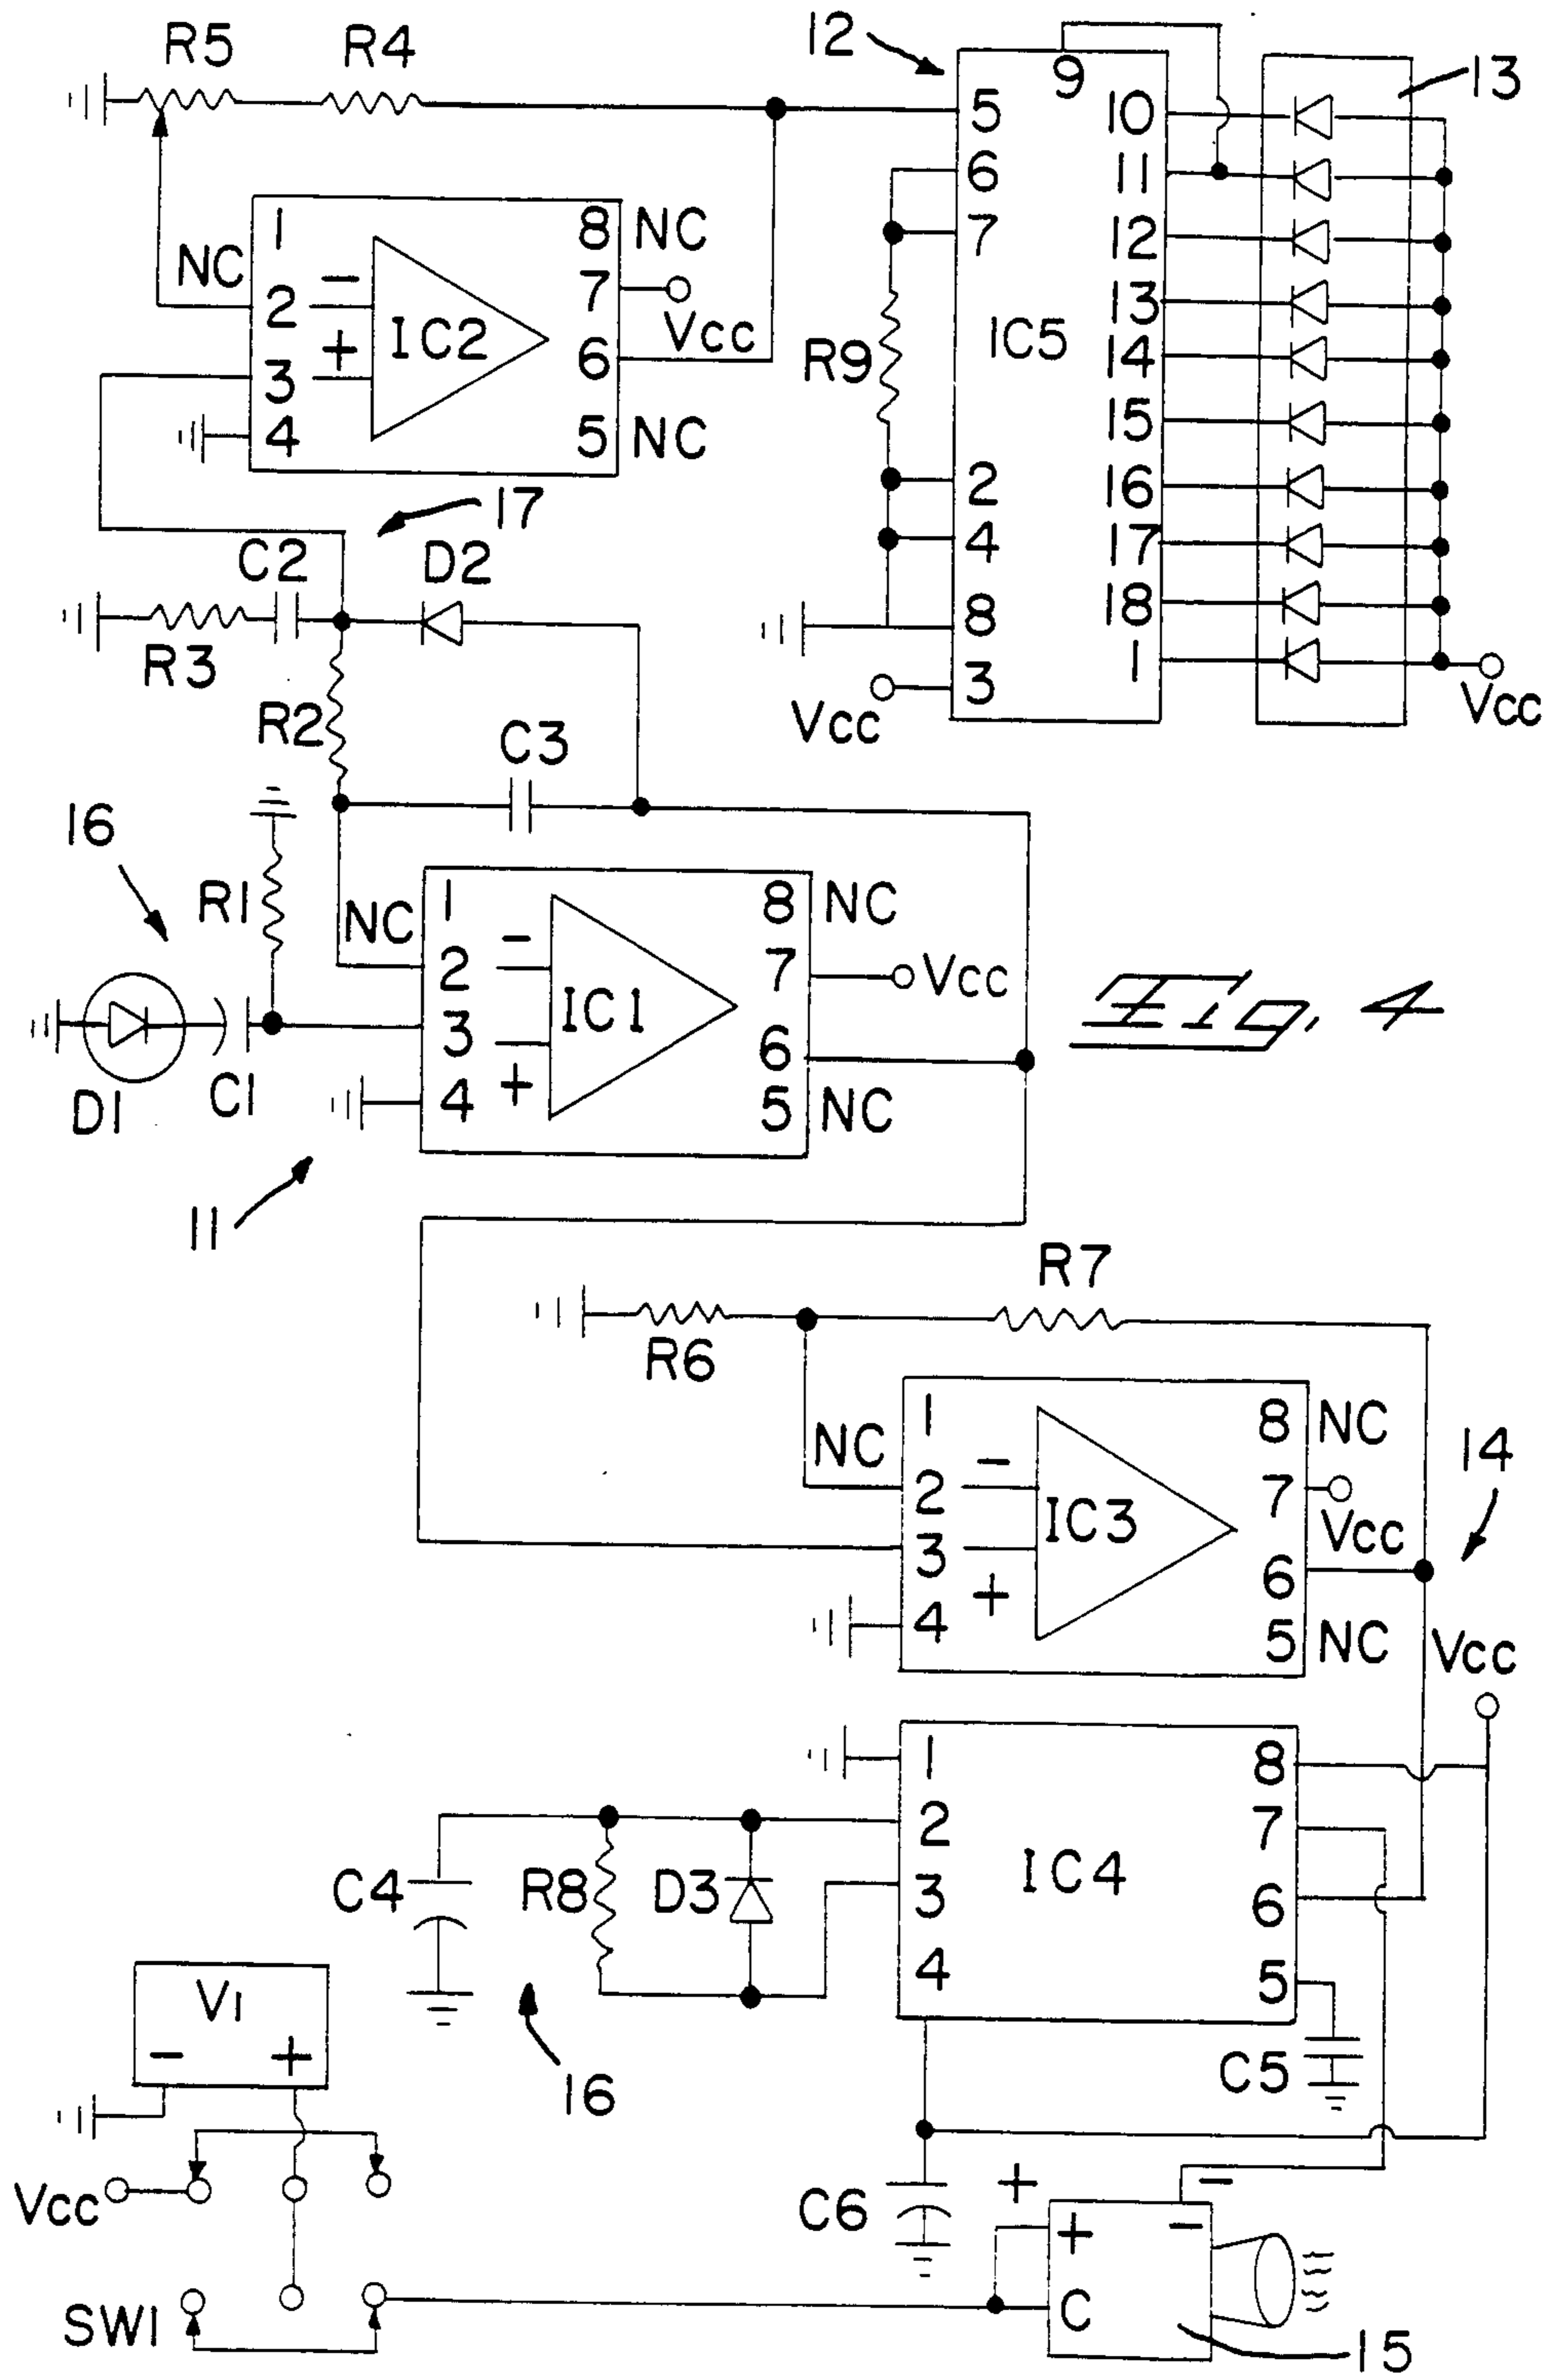 R5 R4 12 13
9
5 10
6 11
7 12
13
IC5
14
R9
15
2 16
4 17
18
8 1
3
Vcc Vcc
1 8 NC
NC
2 − IC2 7
Vcc
3 + 6
4 5 NC
17
C2 D2
R3
R2
C3
16
R1
NC
1 8 NC
2 − IC1 7 Vcc
3 6
4 + 5 NC
D1 C1
11
Fig. 4
R7
R6
NC
1 8 NC
14
2 − IC3 7
Vcc
3 6
4 + 5 NC
Vcc
1 8
2 7
IC4
3 6
4 5
C4 R8 D3
16
C5
V1
− +
Vcc
SW1
C6
+ −
+ −
C
15